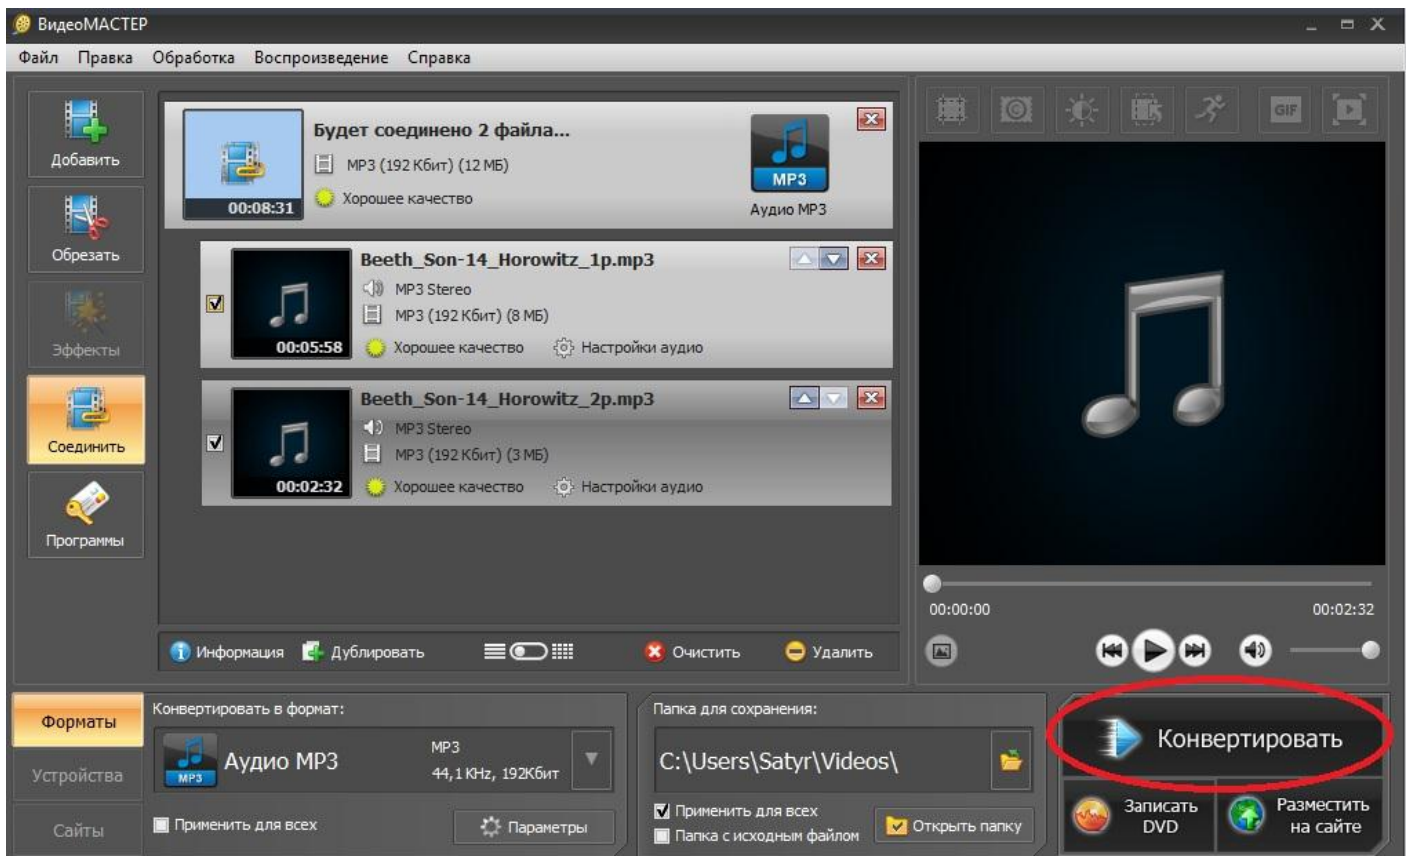 ВидеоМАСТЕР
Файл Правка Обработка Воспроизведение Справка
Добавить
Обрезать
Эффекты
Соединить
Программы
Будет соединено 2 файла...
MP3 (192 Кбит) (12 МБ)
Хорошее качество
00:08:31
MP3
Аудио MP3
Beeth_Son-14_Horowitz_1p.mp3
MP3 Stereo
MP3 (192 Кбит) (8 МБ)
00:05:58
Хорошее качество Настройки аудио
Beeth_Son-14_Horowitz_2p.mp3
MP3 Stereo
MP3 (192 Кбит) (3 МБ)
00:02:32
Хорошее качество Настройки аудио
Информация Дублировать Очистить Удалить
GIF
00:00:00 00:02:32
Форматы
Устройства
Сайты
Конвертировать в формат:
MP3
Аудио MP3
MP3
44,1 KHz, 192Кбит
Применить для всех
Параметры
Папка для сохранения:
C:\Users\Satyr\Videos\
Применить для всех
Папка с исходным файлом
Открыть папку
Конвертировать
Записать
DVD
Разместить
на сайте